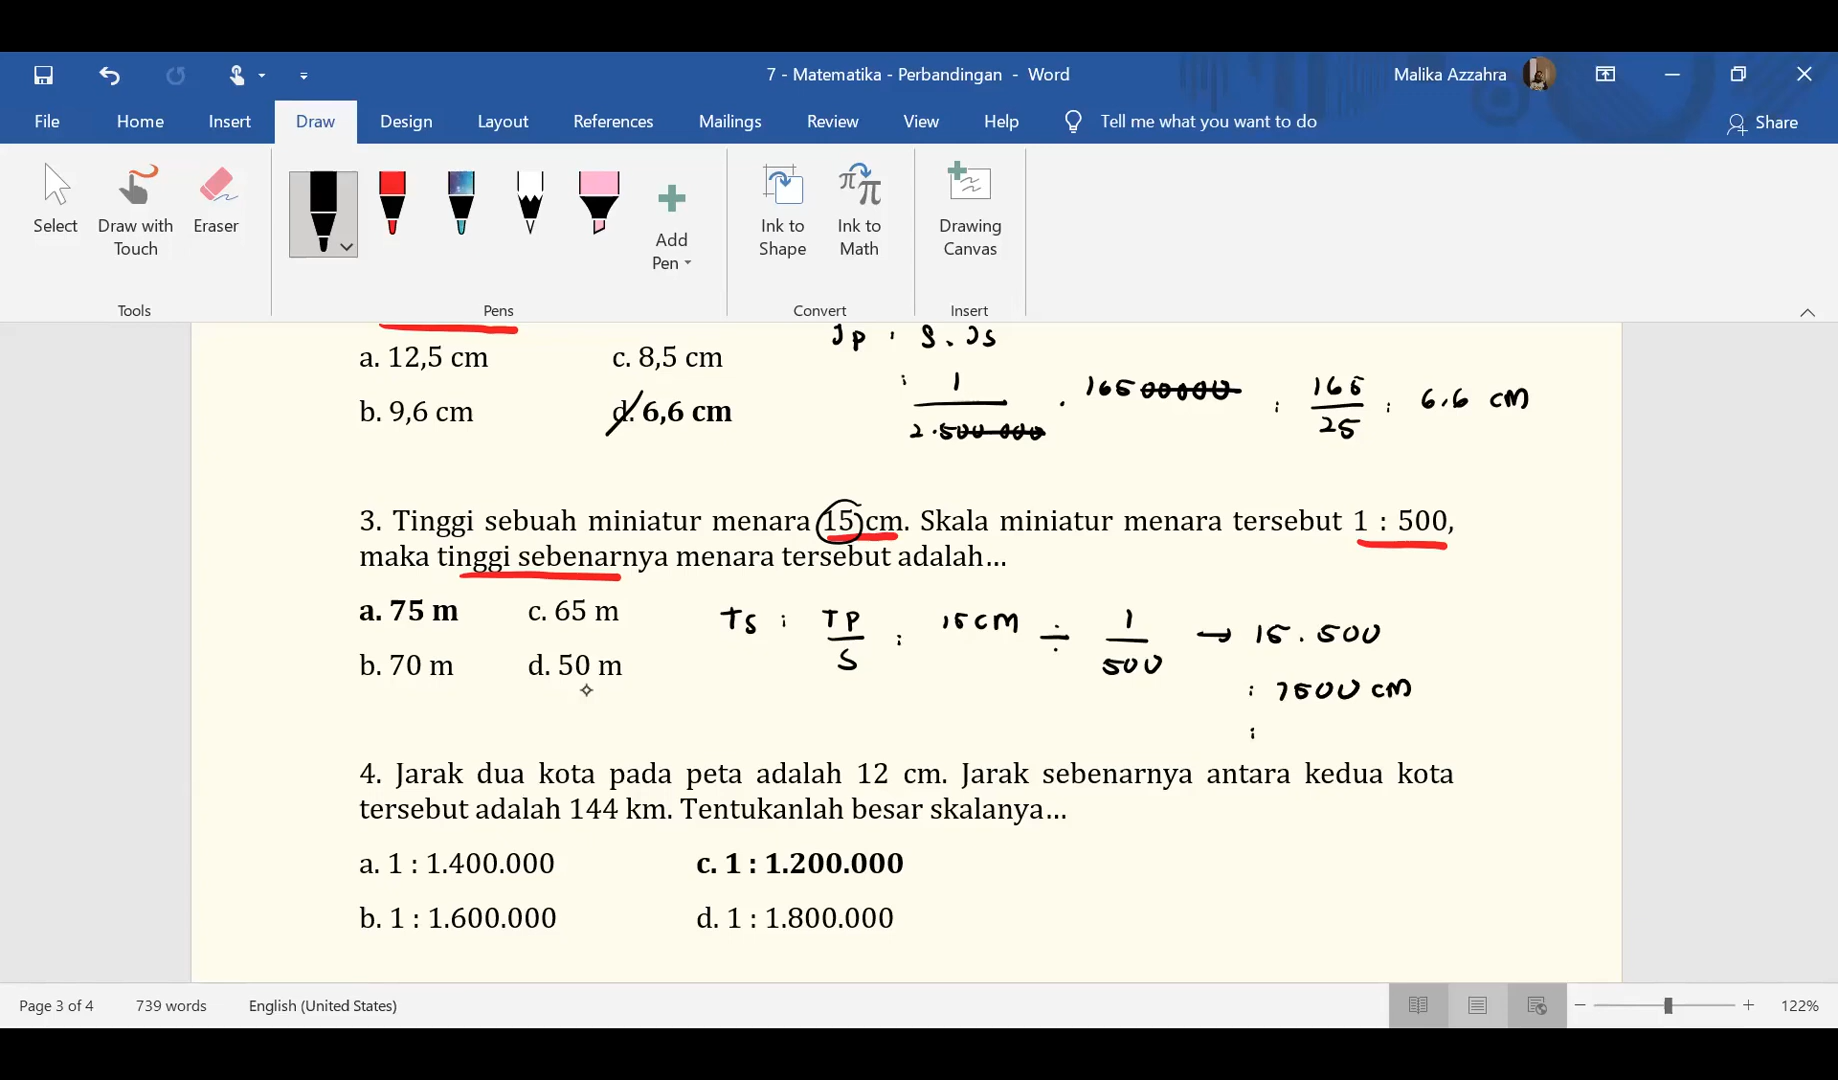 7 - Matematika - Perbandingan - Word
Malika Azzahra
File Home Insert Draw Design Layout References Mailings Review View Help Tell me what you want to do Share
Select
Draw with Touch
Eraser
Add Pen
Ink to Shape
Ink to Math
Drawing Canvas
Tools Pens Convert Insert
Jp : S . Js
a. 12,5 cm c. 8,5 cm
b. 9,6 cm d. 6,6 cm
: 1 / 2.500.000 . 16500000 : 165 / 25 : 6.6 cm
3. Tinggi sebuah miniatur menara 15 cm. Skala miniatur menara tersebut 1 : 500,
maka tinggi sebenarnya menara tersebut adalah…
a. 75 m c. 65 m
b. 70 m d. 50 m
Ts : TP / S : 15 cm ÷ 1 / 500 → 15 . 500
: 7500 cm
:
4. Jarak dua kota pada peta adalah 12 cm. Jarak sebenarnya antara kedua kota
tersebut adalah 144 km. Tentukanlah besar skalanya…
a. 1 : 1.400.000 c. 1 : 1.200.000
b. 1 : 1.600.000 d. 1 : 1.800.000
Page 3 of 4 739 words English (United States) 122%